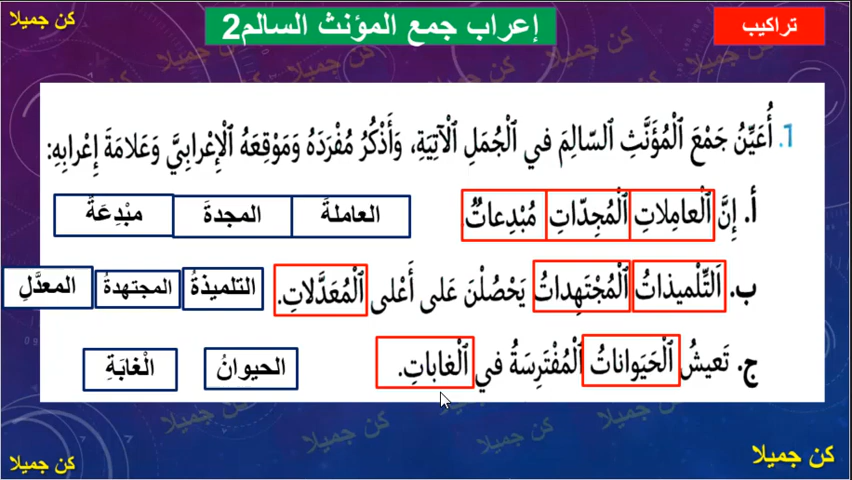 كن جميلا
إعراب جمع المؤنث السالم2
تراكيب
1. أُعَيِّنُ جَمْعَ ٱلْمُؤَنَّثِ ٱلسّالِمَ في ٱلْجُمَلِ ٱلْآتِيَةِ، وَأَذْكُرُ مُفْرَدَهُ وَمَوْقِعَهُ ٱلْإِعْرابِيَّ وَعَلامَةَ إِعْرابِهِ:
أ. إِنَّ ٱلْعامِلاتِ ٱلْمُجِدّاتِ مُبْدِعاتٌ.
العاملةَ المجدةَ مبْدِعَةٌ
ب. اَلتِّلْميذاتُ ٱلْمُجْتَهِداتُ يَحْصُلْنَ عَلى أَعْلى ٱلْمُعَدَّلاتِ.
التلميذةُ المجتهدةُ المعدَّلِ
ج. تَعيشُ ٱلْحَيَواناتُ ٱلْمُفْتَرِسَةُ في ٱلْغاباتِ.
الحيوانُ الْغابَةِ
كن جميلا
كن جميلا